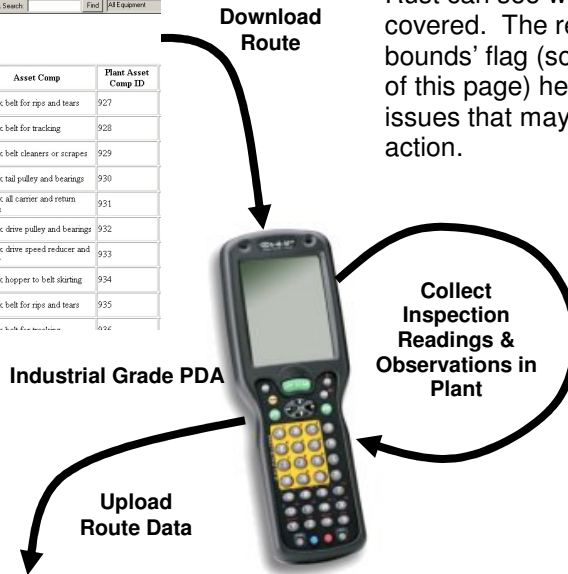 Search:
Find
All Equipment
Download
Route
covered. The
bounds' flag
of this page)
issues that may
action.
Asset Comp
Plant Asset
Comp ID
belt for rips and tears
927
belt for tracking
928
belt cleaners or scrapes
929
tail pulley and bearings
930
all carrier and return
931
drive pulley and bearings
932
drive speed reducer and
933
hopper to belt skirting
934
belt for rips and tears
935
Industrial Grade PDA
Collect
Inspection
Readings &
Observations in
Plant
Upload
Route Data